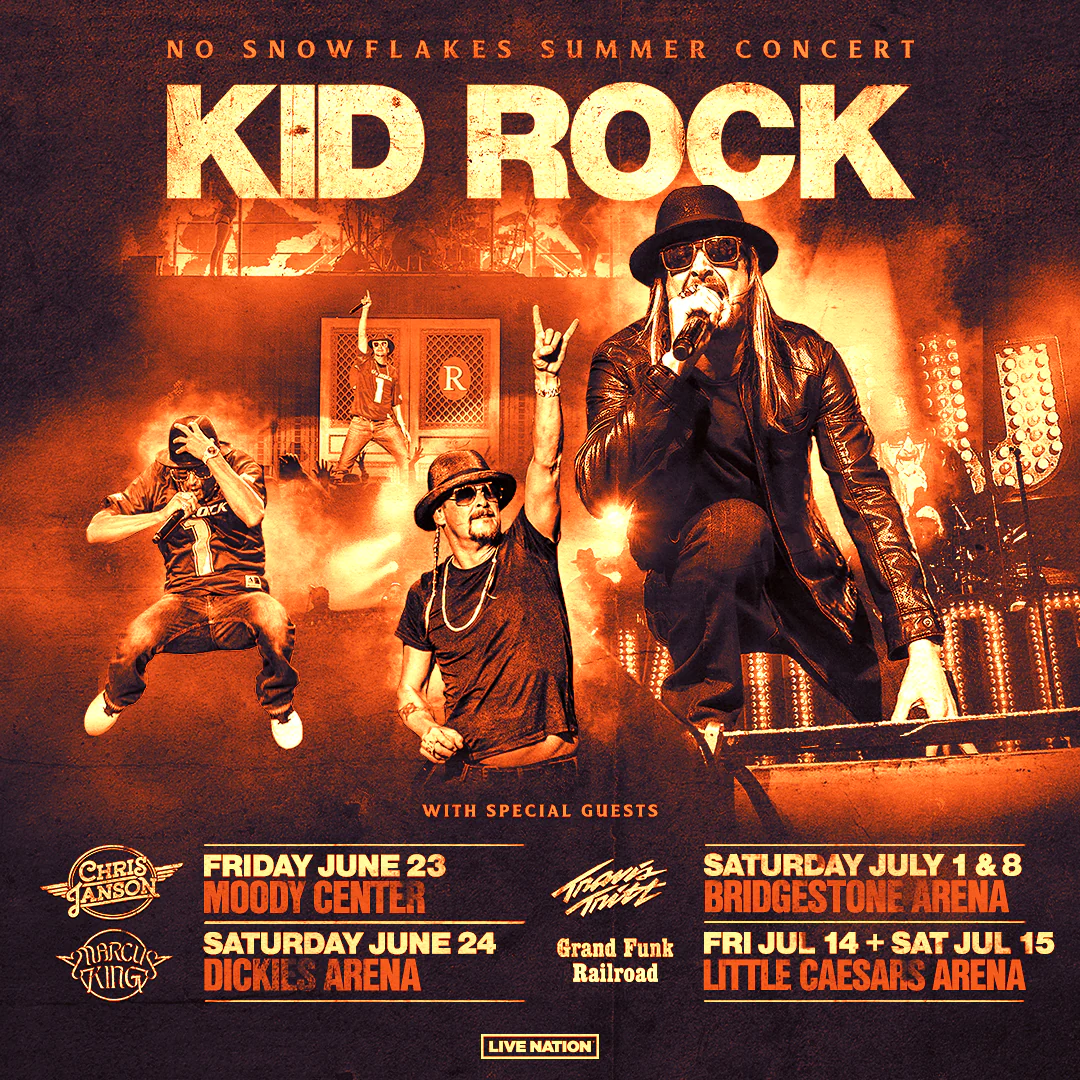 NO SNOWFLAKES SUMMER CONCERT
KID ROCK
R
1
ROCK
1
WITH SPECIAL GUESTS
CHRIS
JANSON
FRIDAY JUNE 23
MOODY CENTER
MARCUS
KING
SATURDAY JUNE 24
DICKIES ARENA
Travis
Tritt
SATURDAY JULY 1 & 8
BRIDGESTONE ARENA
Grand Funk
Railroad
FRI JUL 14 + SAT JUL 15
LITTLE CAESARS ARENA
LIVE NATION